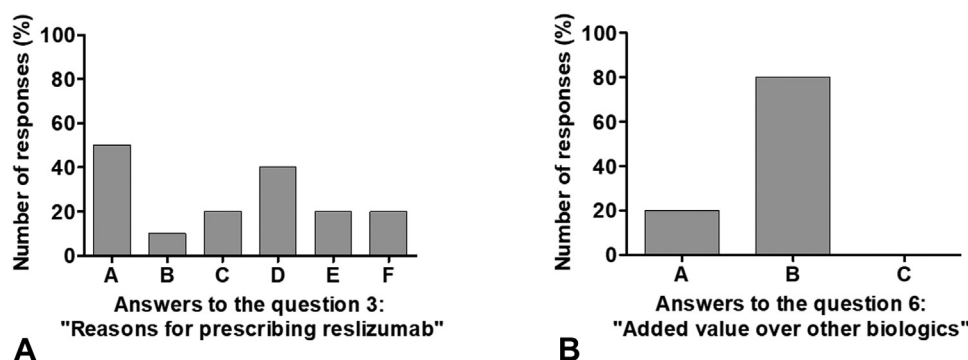 Number of responses (%)
100
80
60
40
20
0
A B C D E F
Answers to the question 3:
"Reasons for prescribing reslizumab"
A
Number of responses (%)
100
80
60
40
20
0
A B C
Answers to the question 6:
"Added value over other biologics"
B